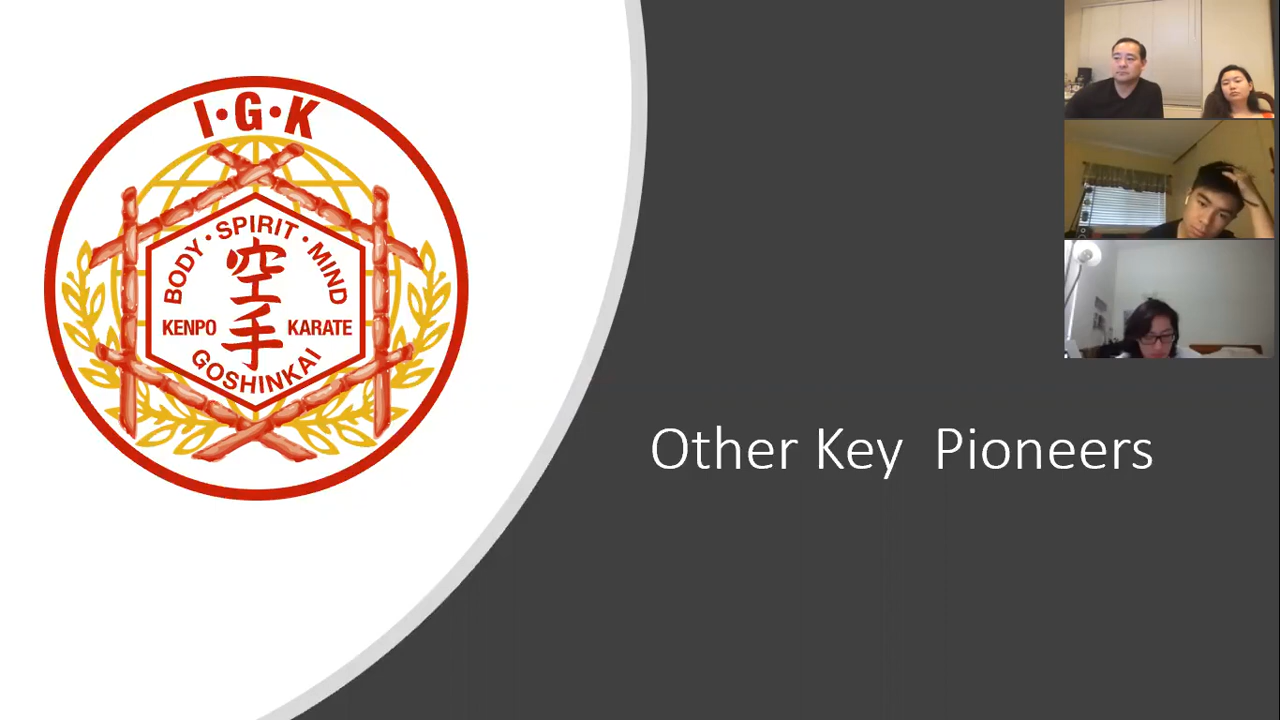 I•G•K
BODY • SPIRIT • MIND
空手
KENPO KARATE
GOSHINKAI
Other Key  Pioneers